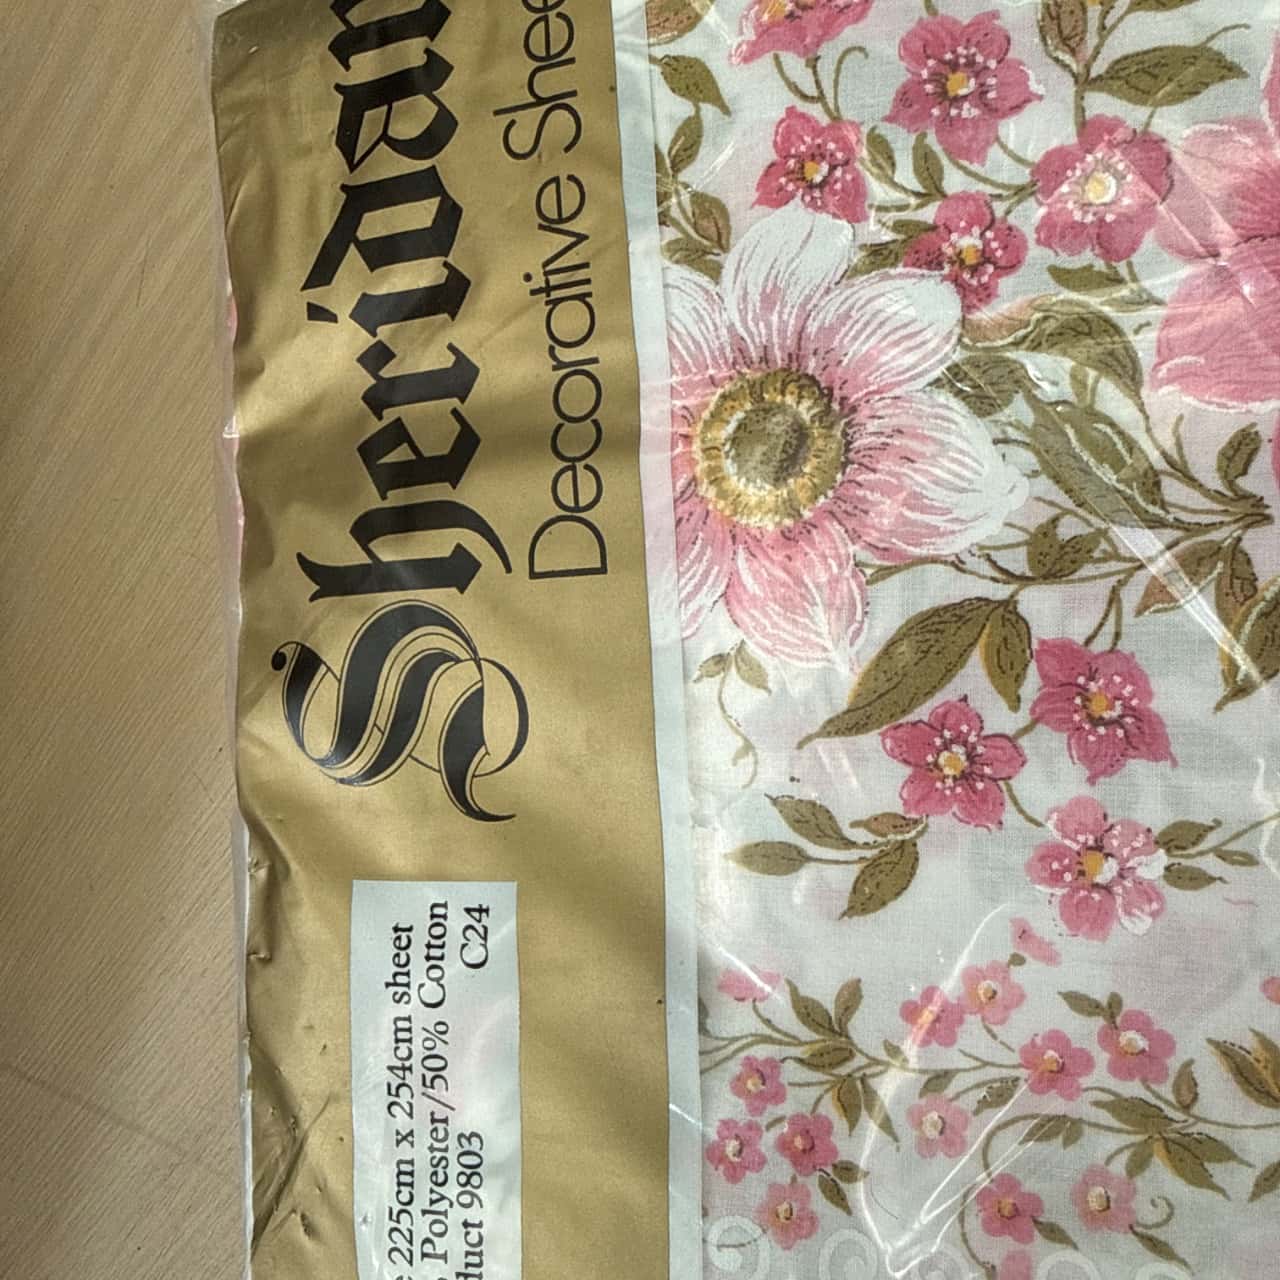 Sheridan
Decorative Shee
225cm x 254cm sheet
Polyester/50% Cotton
duct 9803 C24